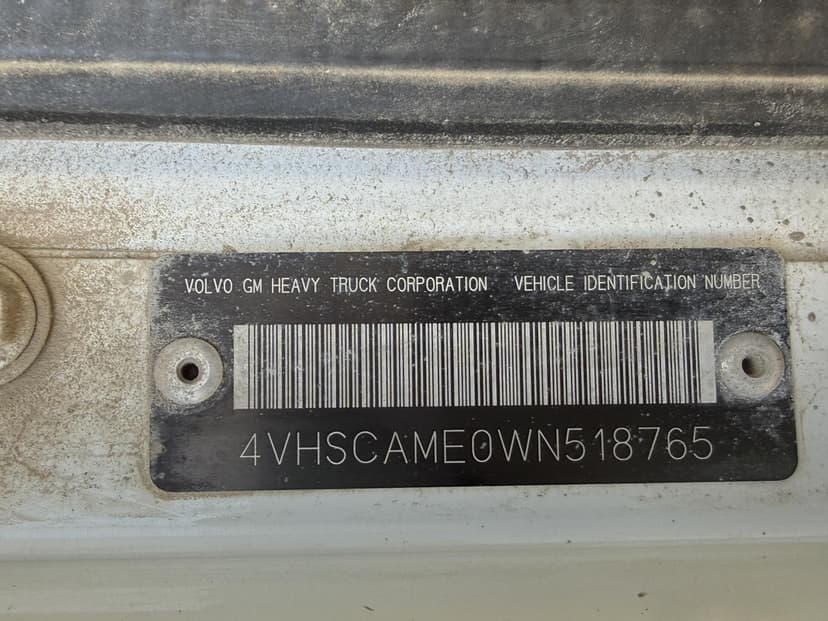 VOLVO GM HEAVY TRUCK CORPORATION VEHICLE IDENTIFICATION NUMBER
4VHSCAME0WN518765